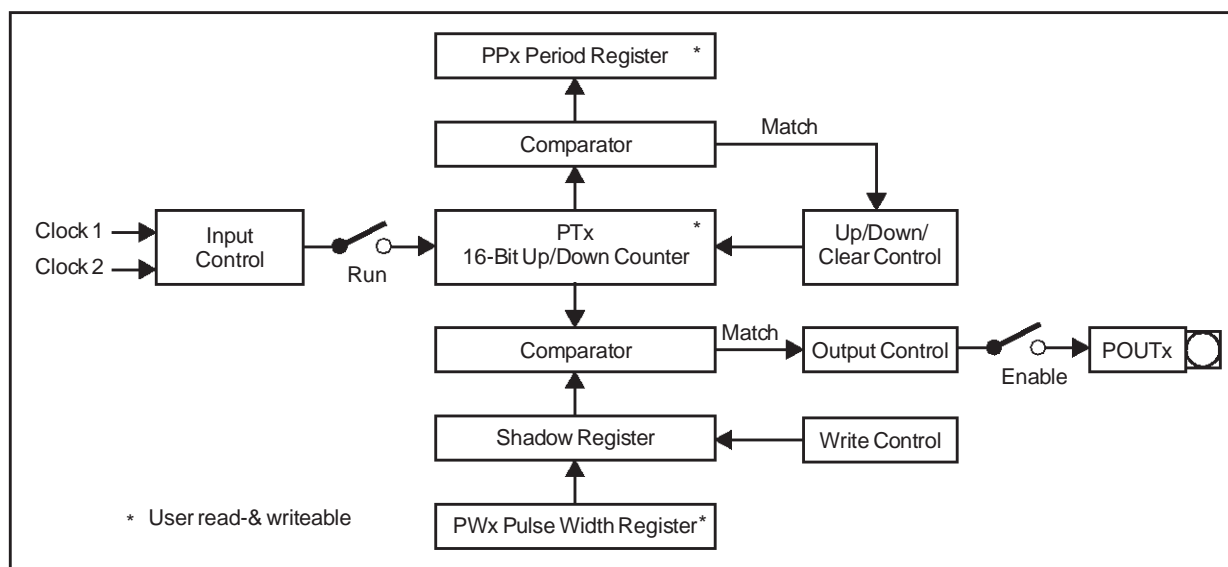 PPx Period Register *
Comparator
Match
Clock 1
Clock 2
Input
Control
Run
PTx *
16-Bit Up/Down Counter
Up/Down/
Clear Control
Comparator
Match
Output Control
Enable
POUTx
Shadow Register
Write Control
* User read-& writeable
PWx Pulse Width Register*